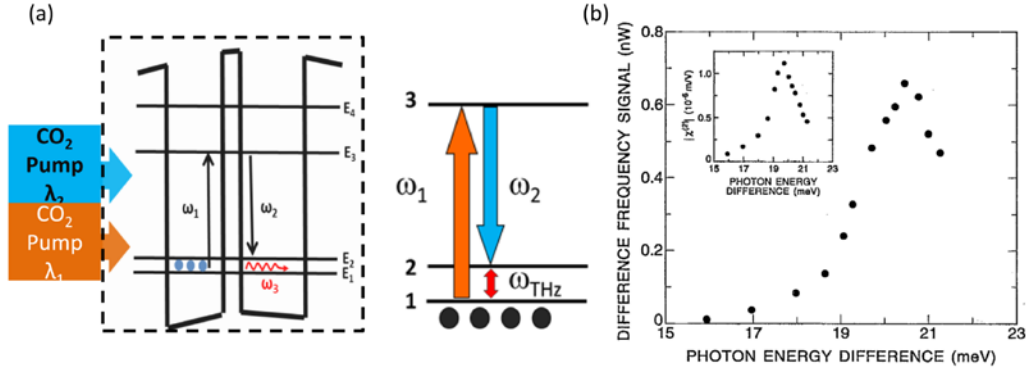 (a)
CO2
Pump
λ2
CO2
Pump
λ1
E4
E3
E2
E1
ω1
ω2
ω3
3
2
1
ω1
ω2
ωTHz
(b)
DIFFERENCE FREQUENCY SIGNAL (nW)
0.8
0.6
0.4
0.2
0
15
17
19
21
23
PHOTON ENERGY DIFFERENCE (meV)
|χ(2)| (10-6 m/V)
1.0
0.5
0
15
17
19
21
23
PHOTON ENERGY
DIFFERENCE (meV)